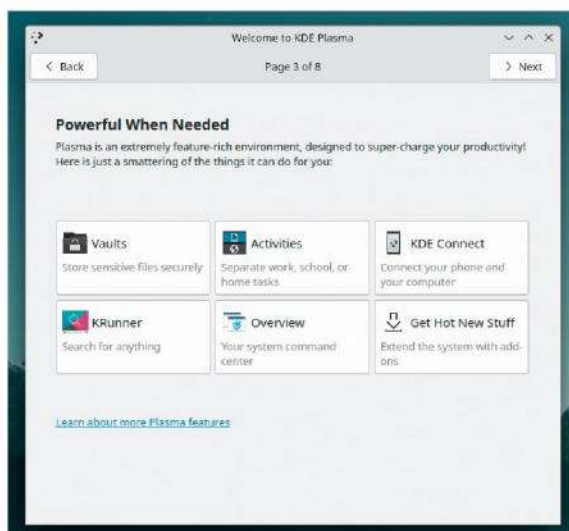 Welcome to KDE Plasma
Back
Page 3 of 8
Next
Powerful When Needed
Plasma is an extremely feature-rich environment, designed to super-charge your productivity!
Here is just a smattering of the things it can do for you:
Vaults
Store sensitive files securely
Activities
Separate work, school, or
home tasks
KDE Connect
Connect your phone and
your computer
KRunner
Search for anything
Overview
Your system command
center
Get Hot New Stuff
Extend the system with add-
ons
Learn about more Plasma features